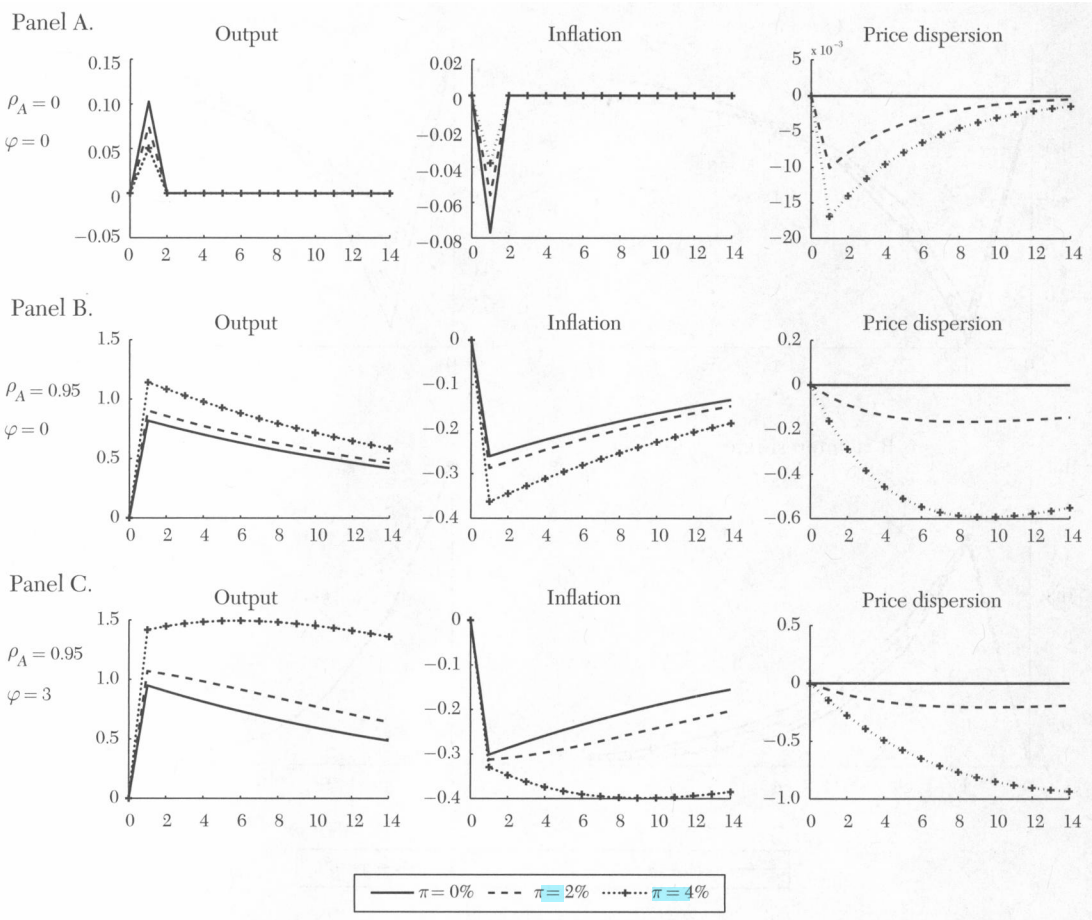 Panel A.
Output
Inflation
Price dispersion
ρ_A = 0
φ = 0
0.15
0.10
0.05
0
−0.05
0 2 4 6 8 10 12 14
0.02
0
−0.02
−0.04
−0.06
−0.08
0 2 4 6 8 10 12 14
x 10⁻³
5
0
−5
−10
−15
−20
0 2 4 6 8 10 12 14
Panel B.
Output
Inflation
Price dispersion
ρ_A = 0.95
φ = 0
1.5
1.0
0.5
0
0 2 4 6 8 10 12 14
0
−0.1
−0.2
−0.3
−0.4
0 2 4 6 8 10 12 14
0.2
0
−0.2
−0.4
−0.6
0 2 4 6 8 10 12 14
Panel C.
Output
Inflation
Price dispersion
ρ_A = 0.95
φ = 3
1.5
1.0
0.5
0
0 2 4 6 8 10 12 14
0
−0.1
−0.2
−0.3
−0.4
0 2 4 6 8 10 12 14
0.5
0
−0.5
−1.0
0 2 4 6 8 10 12 14
π = 0% π = 2% π = 4%